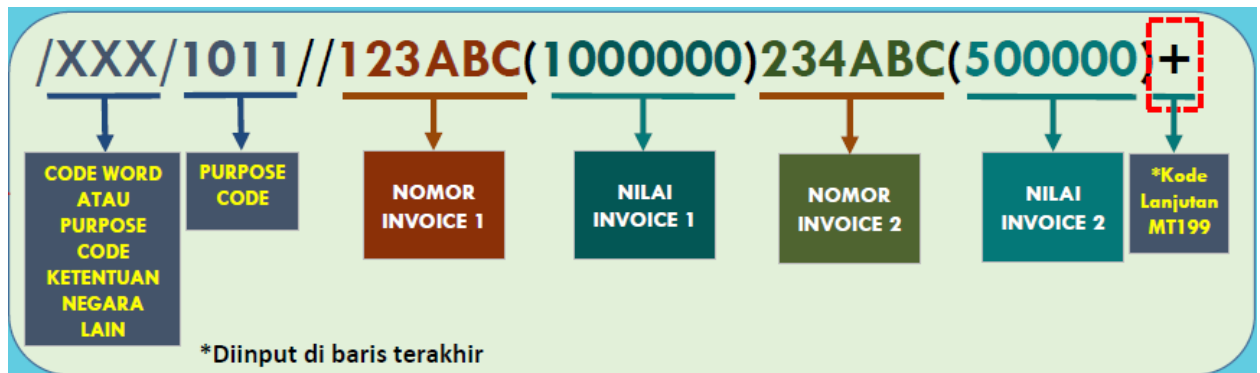 /XXX/1011//123ABC(1000000)234ABC(500000)+
CODE WORD
ATAU
PURPOSE
CODE
KETENTUAN
NEGARA
LAIN
PURPOSE
CODE
NOMOR
INVOICE 1
NILAI
INVOICE 1
NOMOR
INVOICE 2
NILAI
INVOICE 2
*Kode
Lanjutan
MT199
*Diinput di baris terakhir